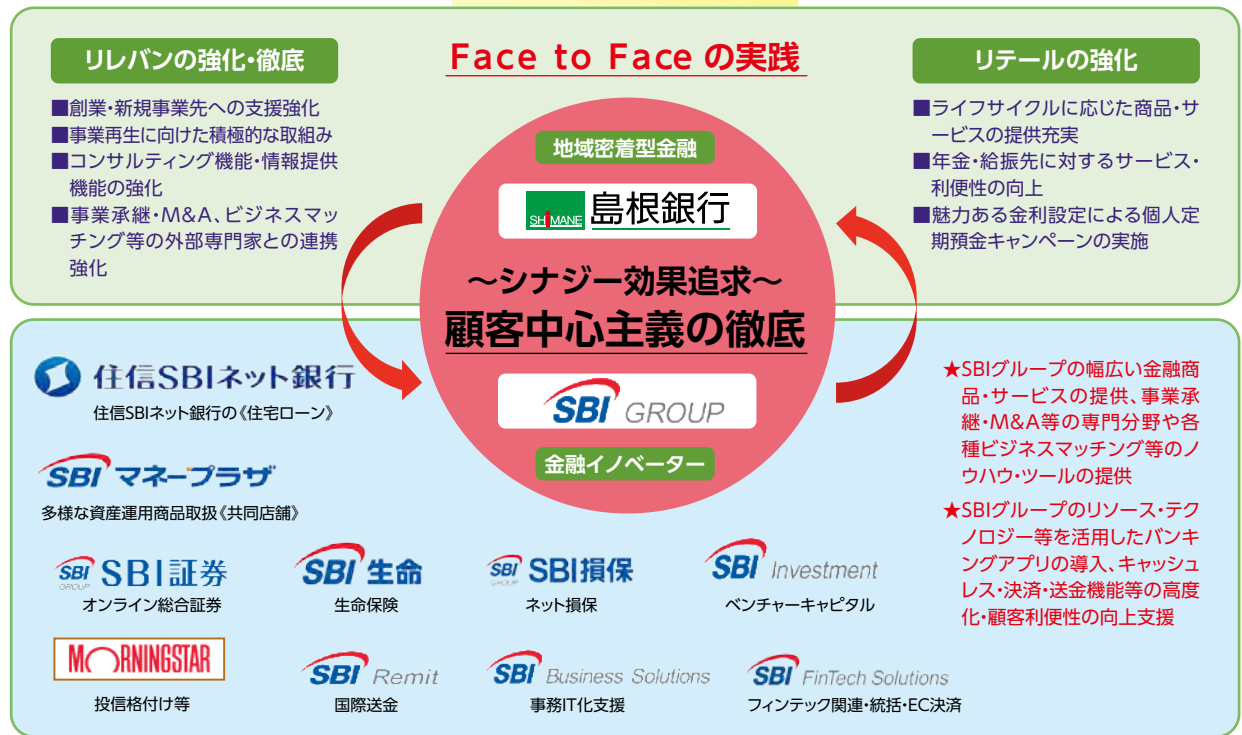 リレバンの強化・徹底
■創業・新規事業先への支援強化
■事業再生に向けた積極的な取組み
■コンサルティング機能・情報提供
機能の強化
■事業承継・M&A、ビジネスマッ
チング等の外部専門家との連携
強化
Face to Face の実践
リテールの強化
■ライフサイクルに応じた商品・サ
ービスの提供充実
■年金・給振先に対するサービス・
利便性の向上
■魅力ある金利設定による個人定
期預金キャンペーンの実施
地域密着型金融
SHIMANE 島根銀行
～シナジー効果追求～
顧客中心主義の徹底
SBI GROUP
金融イノベーター
住信SBIネット銀行
住信SBIネット銀行の《住宅ローン》
SBI マネープラザ
多様な資産運用商品取扱《共同店舗》
SBI GROUP SBI証券
オンライン総合証券
SBI 生命
生命保険
SBI GROUP SBI損保
ネット損保
SBI Investment
ベンチャーキャピタル
MORNINGSTAR
投信格付け等
SBI Remit
国際送金
SBI Business Solutions
事務IT化支援
SBI FinTech Solutions
フィンテック関連・統括・EC決済
★SBIグループの幅広い金融商
品・サービスの提供、事業承
継・M&A等の専門分野や各
種ビジネスマッチング等のノ
ウハウ・ツールの提供
★SBIグループのリソース・テク
ノロジー等を活用したバンキ
ングアプリの導入、キャッシュ
レス・決済・送金機能等の高度
化・顧客利便性の向上支援